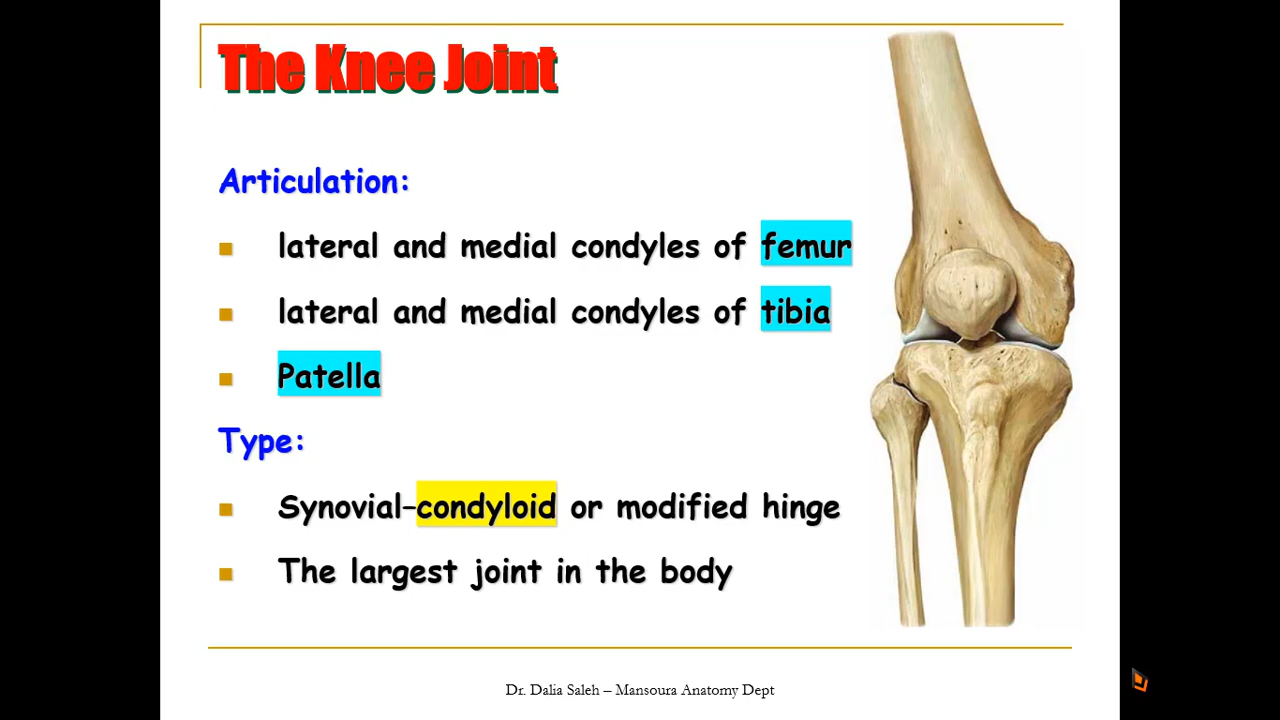 The Knee Joint
Articulation:
lateral and medial condyles of femur
lateral and medial condyles of tibia
Patella
Type:
Synovial–condyloid or modified hinge
The largest joint in the body
Dr. Dalia Saleh – Mansoura Anatomy Dept